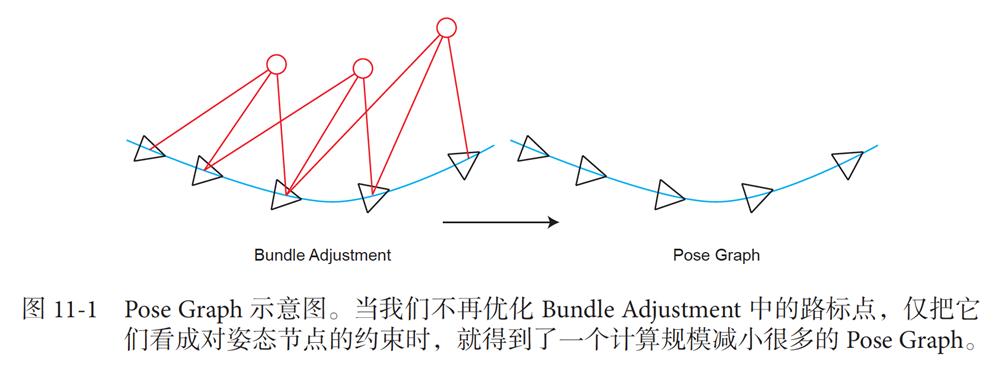 Bundle Adjustment
Pose Graph
图 11-1 Pose Graph 示意图。当我们不再优化 Bundle Adjustment 中的路标点，仅把它
们看成对姿态节点的约束时，就得到了一个计算规模减小很多的 Pose Graph。